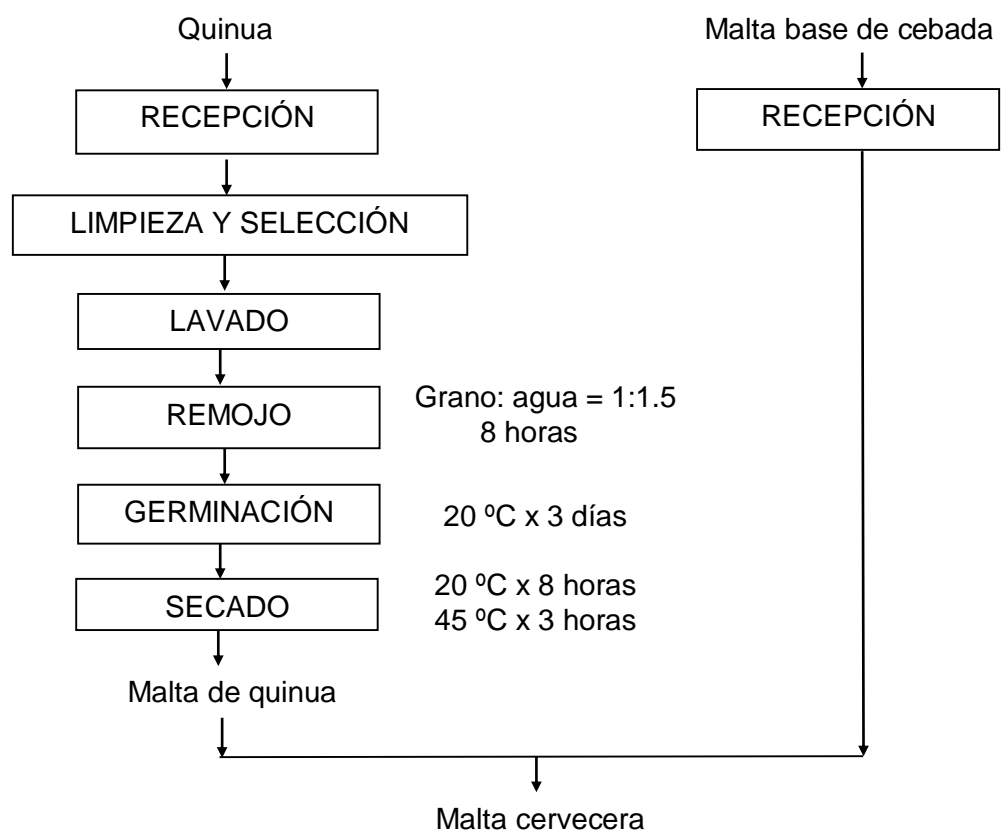 Quinua
Malta base de cebada
RECEPCIÓN
RECEPCIÓN
LIMPIEZA Y SELECCIÓN
LAVADO
REMOJO
Grano: agua = 1:1.5
8 horas
GERMINACIÓN
20 ºC x 3 días
SECADO
20 ºC x 8 horas
45 ºC x 3 horas
Malta de quinua
Malta cervecera